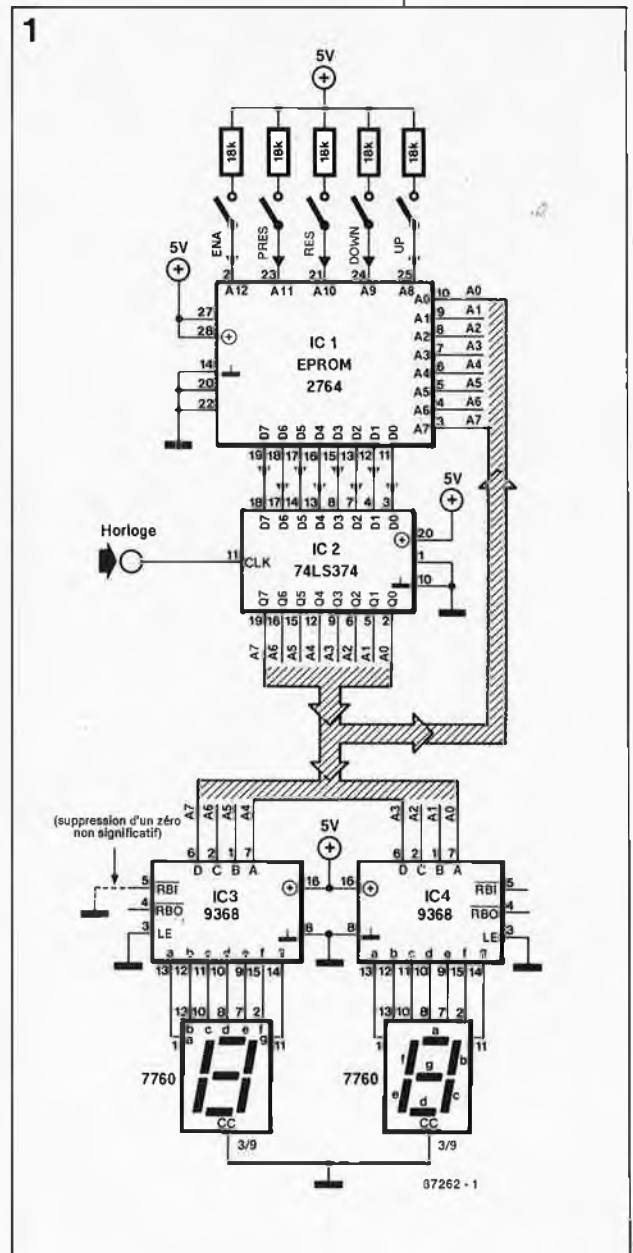 1
5V
18k 18k 18k 18k 18k
ENA PRES RES DOWN UP
5V
2 23 21 24 25
A12 A11 A10 A9 A8
27
28
14
20
22
IC 1
EPROM
2764
A0 10 A0
A1 9 A1
A2 8 A2
A3 7 A3
A4 6 A4
A5 5 A5
A6 4 A6
A7 3 A7
D7 D6 D5 D4 D3 D2 D1 D0
19 18 17 16 15 13 12 11
18 17 14 13 8 7 4 3
D7 D6 D5 D4 D3 D2 D1 D0
5V
Horloge
11 CLK
IC 2
74LS374
20
1
10
Q7 Q6 Q5 Q4 Q3 Q2 Q1 Q0
19 16 15 12 9 6 5 2
A7 A6 A5 A4 A3 A2 A1 A0
A7 A6 A5 A4
A3 A2 A1 A0
(suppression d'un zéro
non significatif)
5V
6 2 1 7
D C B A
6 2 1 7
D C B A
5 RBI
4 RBO
3 LE
IC3
9368
16
8
16
8
IC4
9368
RBI 5
RBO 4
LE 3
a b c d e f g
13 12 11 10 9 15 14
a b c d e f g
13 12 11 10 9 15 14
1 13 10 8 7 2 11
a b c d e f g
1 13 10 8 7 2 11
7760
CC
3/9
7760
a
f g b
e d c
CC
3/9
87262 - 1